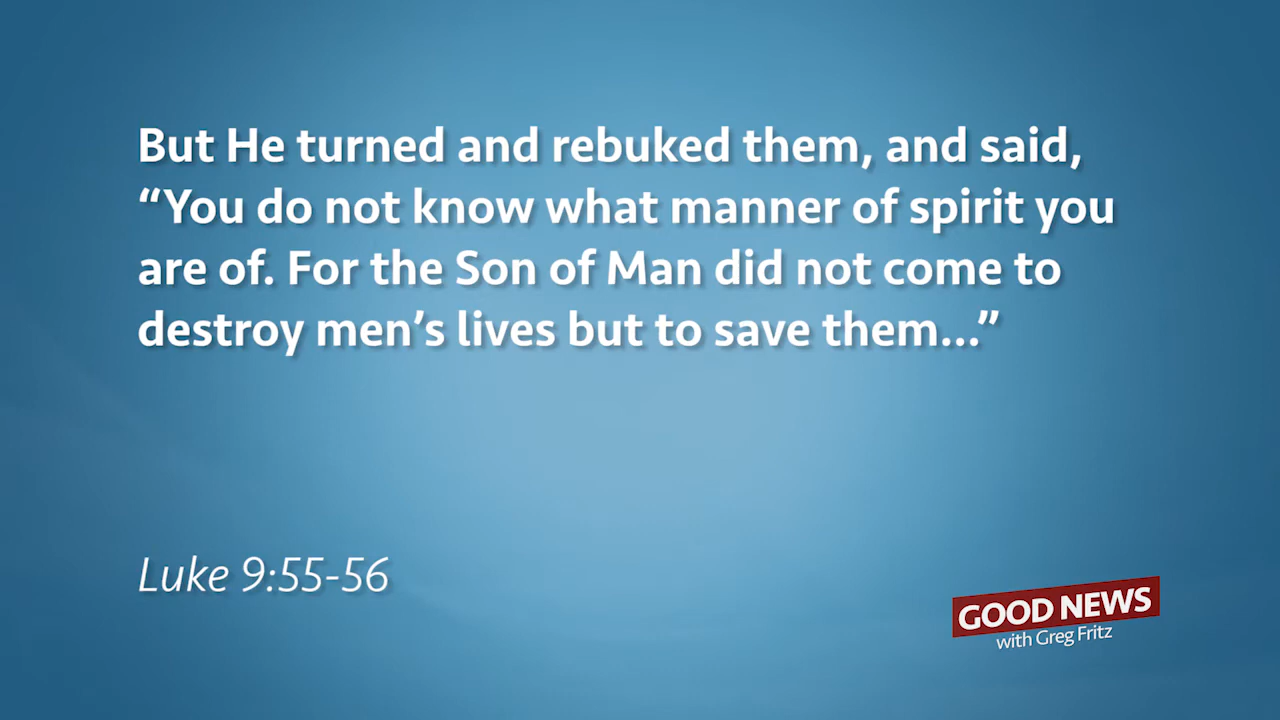 But He turned and rebuked them, and said,
“You do not know what manner of spirit you
are of. For the Son of Man did not come to
destroy men’s lives but to save them...”
Luke 9:55-56
GOOD NEWS
with Greg Fritz